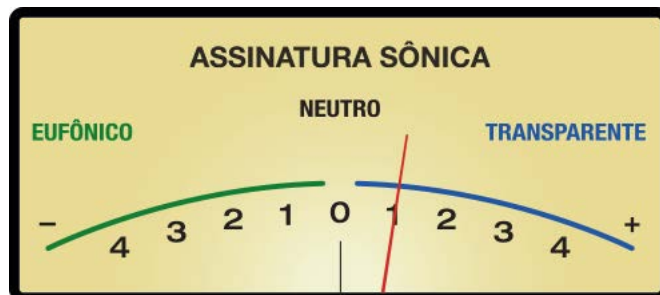 ASSINATURA SÔNICA
NEUTRO
EUFÔNICO TRANSPARENTE
– 4 3 2 1 0 1 2 3 4 +